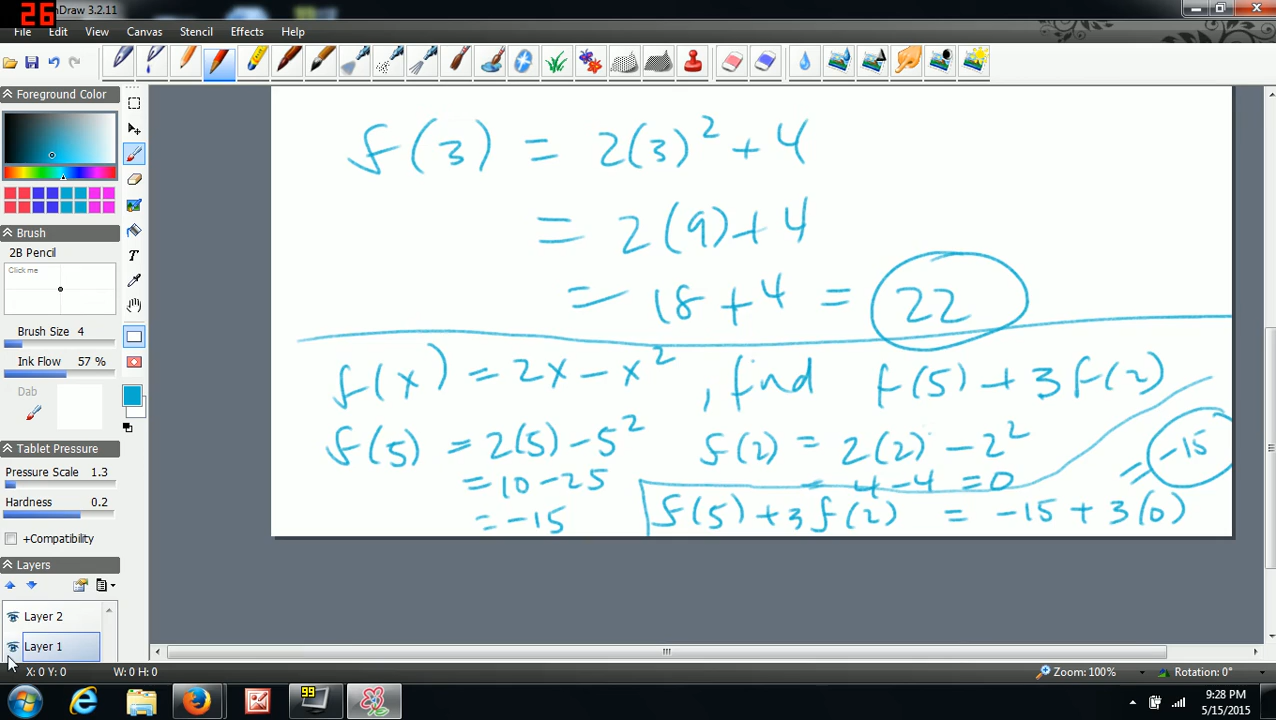 26
nDraw 3.2.11
File Edit View Canvas Stencil Effects Help
Foreground Color
Brush
2B Pencil
Click me
Brush Size 4
Ink Flow 57 %
Dab
Tablet Pressure
Pressure Scale 1.3
Hardness 0.2
+Compatibility
Layers
Layer 2
Layer 1
f(3) = 2(3)² + 4
= 2(9) + 4
= 18 + 4 = 22
f(x) = 2x - x² , find f(5) + 3f(2)
f(5) = 2(5) - 5² f(2) = 2(2) - 2² = -15
= 10 - 25 = 4 - 4 = 0
= -15 f(5) + 3f(2) = -15 + 3(0)
X: 0 Y: 0 W: 0 H: 0 Zoom: 100% Rotation: 0°
99
9:28 PM
5/15/2015